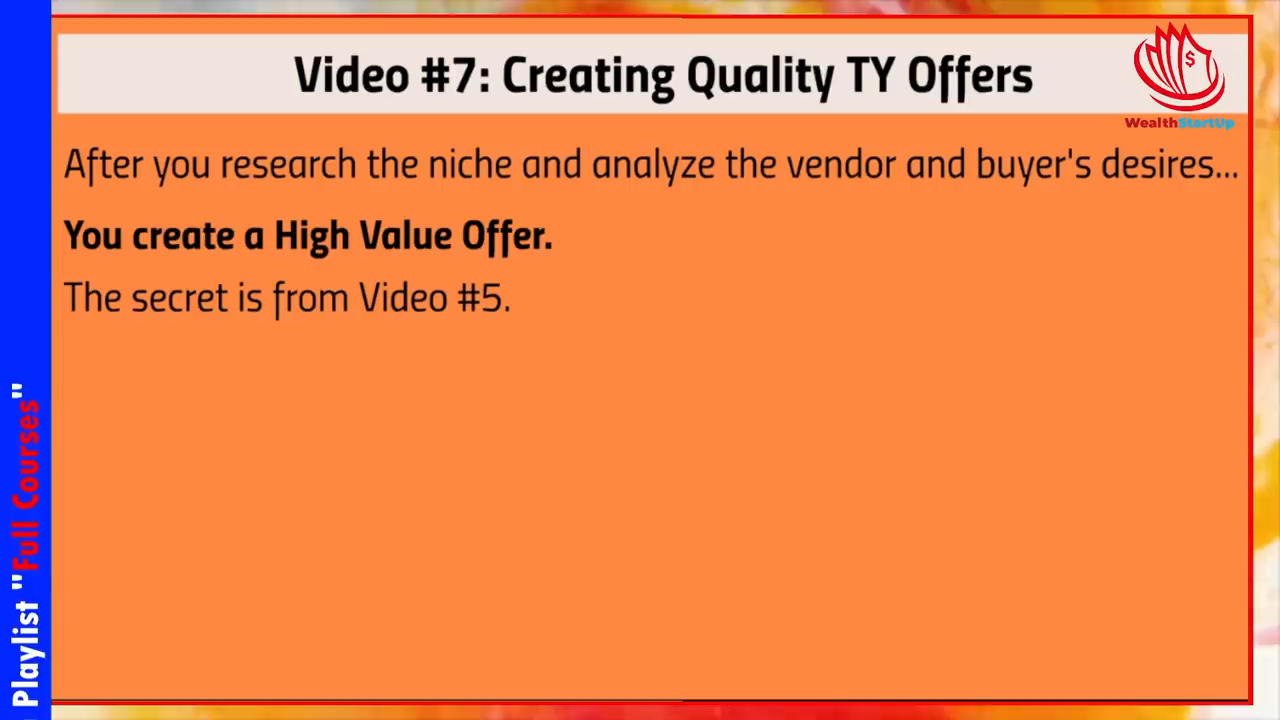 Video #7: Creating Quality TY Offers
$
WealthStartUp
After you research the niche and analyze the vendor and buyer's desires...
You create a High Value Offer.
The secret is from Video #5.
Playlist "Full Courses"